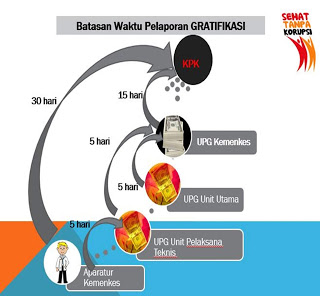 Batasan Waktu Pelaporan GRATIFIKASI
SEHAT
TANPA
KORUPSI
KPK
30 hari
15 hari
5 hari
UPG Kemenkes
5 hari
UPG Unit Utama
5 hari
UPG Unit Pelaksana
Teknis
Aparatur
Kemenkes